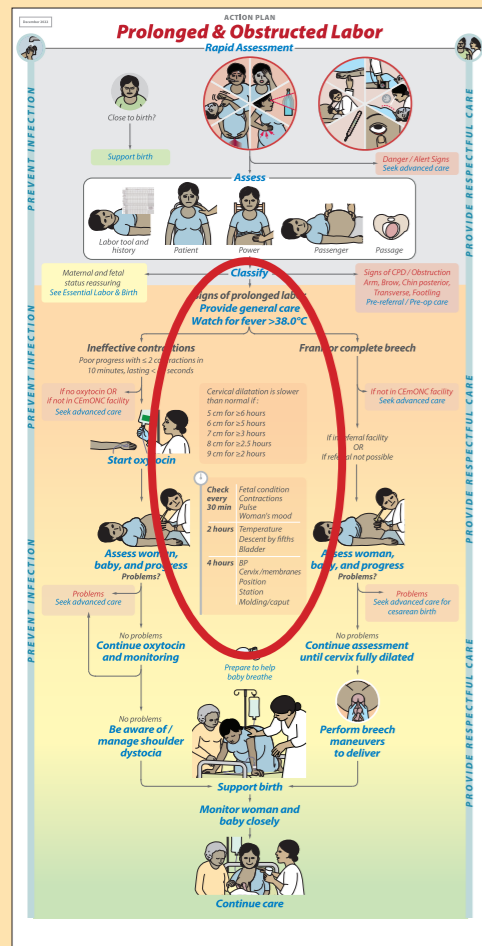 December 2023
ACTION PLAN
Prolonged & Obstructed Labor
Rapid Assessment
PREVENT INFECTION
PROVIDE RESPECTFUL CARE
Close to birth?
Support birth
Danger / Alert Signs
Seek advanced care
Assess
Labor tool and
history
Patient
Power
Passenger
Passage
Maternal and fetal
status reassuring
See Essential Labor & Birth
Classify
Signs of CPD / Obstruction
Arm, Brow, Chin posterior,
Transverse, Footling
Pre-referral / Pre-op care
Signs of prolonged labor
Provide general care
Watch for fever >38.0°C
Ineffective contractions
Poor progress with ≤ 2 contractions in
10 minutes, lasting < seconds
If no oxytocin OR
if not in CEmONC facility
Seek advanced care
Start oxytocin
Cervical dilatation is slower
than normal if :
5 cm for ≥6 hours
6 cm for ≥5 hours
7 cm for ≥3 hours
8 cm for ≥2.5 hours
9 cm for ≥2 hours
Frank or complete breech
If not in CEmONC facility
Seek advanced care
If in referral facility
OR
If referral not possible
PREVENT INFECTION
PROVIDE RESPECTFUL CARE
Check
every
30 min
Fetal condition
Contractions
Pulse
Woman's mood
2 hours
Temperature
Descent by fifths
Bladder
4 hours
BP
Cervix/membranes
Position
Station
Molding/caput
Assess woman,
baby, and progress
Problems?
Problems
Seek advanced care
No problems
Continue oxytocin
and monitoring
Assess woman,
baby, and progress
Problems?
Problems
Seek advanced care for
cesarean birth
No problems
Continue assessment
until cervix fully dilated
PREVENT INFECTION
PROVIDE RESPECTFUL CARE
Prepare to help
baby breathe
No problems
Be aware of /
manage shoulder
dystocia
Perform breech
maneuvers
to deliver
Support birth
Monitor woman and
baby closely
Continue care